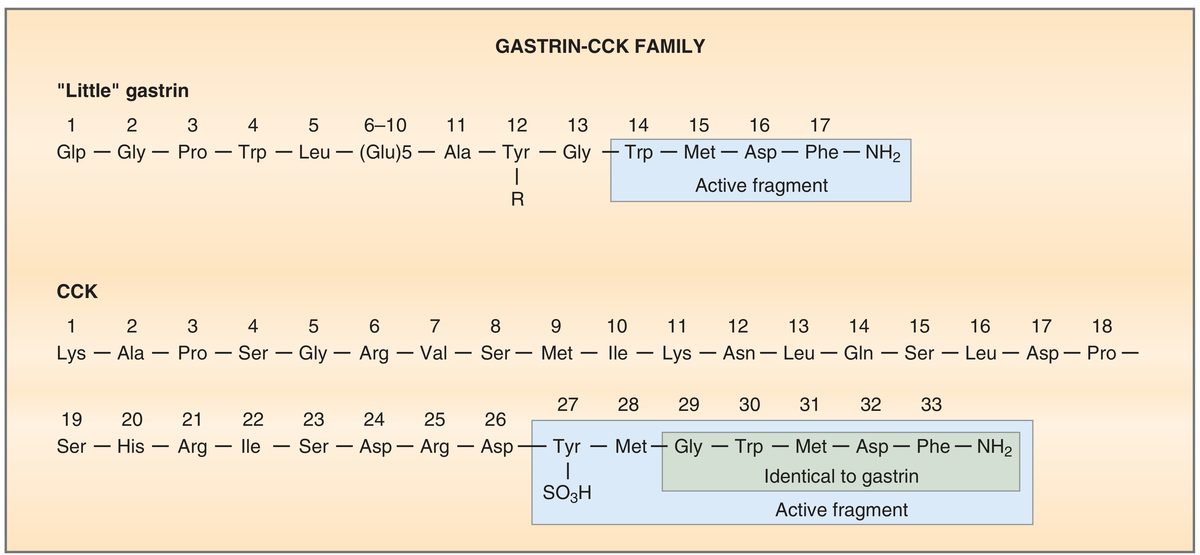 GASTRIN-CCK FAMILY
"Little" gastrin
1 2 3 4 5 6–10 11 12 13 14 15 16 17
Glp — Gly — Pro — Trp — Leu — (Glu)5 — Ala — Tyr — Gly — Trp — Met — Asp — Phe — NH₂
Active fragment
R
CCK
1 2 3 4 5 6 7 8 9 10 11 12 13 14 15 16 17 18
Lys — Ala — Pro — Ser — Gly — Arg — Val — Ser — Met — Ile — Lys — Asn — Leu — Gln — Ser — Leu — Asp — Pro —
19 20 21 22 23 24 25 26 27 28 29 30 31 32 33
Ser — His — Arg — Ile — Ser — Asp — Arg — Asp — Tyr — Met — Gly — Trp — Met — Asp — Phe — NH₂
Identical to gastrin
SO₃H
Active fragment